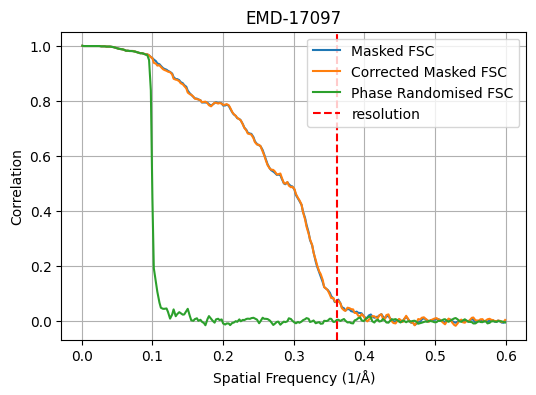 EMD-17097
Masked FSC
Corrected Masked FSC
Phase Randomised FSC
resolution
Correlation
1.0
0.8
0.6
0.4
0.2
0.0
0.0 0.1 0.2 0.3 0.4 0.5 0.6
Spatial Frequency (1/Å)